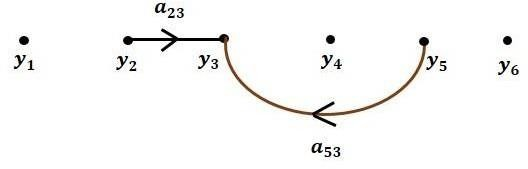 a₂₃
y₁ y₂ y₃ y₄ y₅ y₆
a₅₃